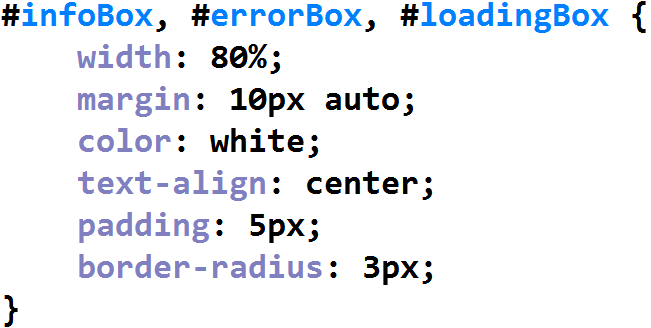 #infoBox, #errorBox, #loadingBox {
    width: 80%;
    margin: 10px auto;
    color: white;
    text-align: center;
    padding: 5px;
    border-radius: 3px;
}